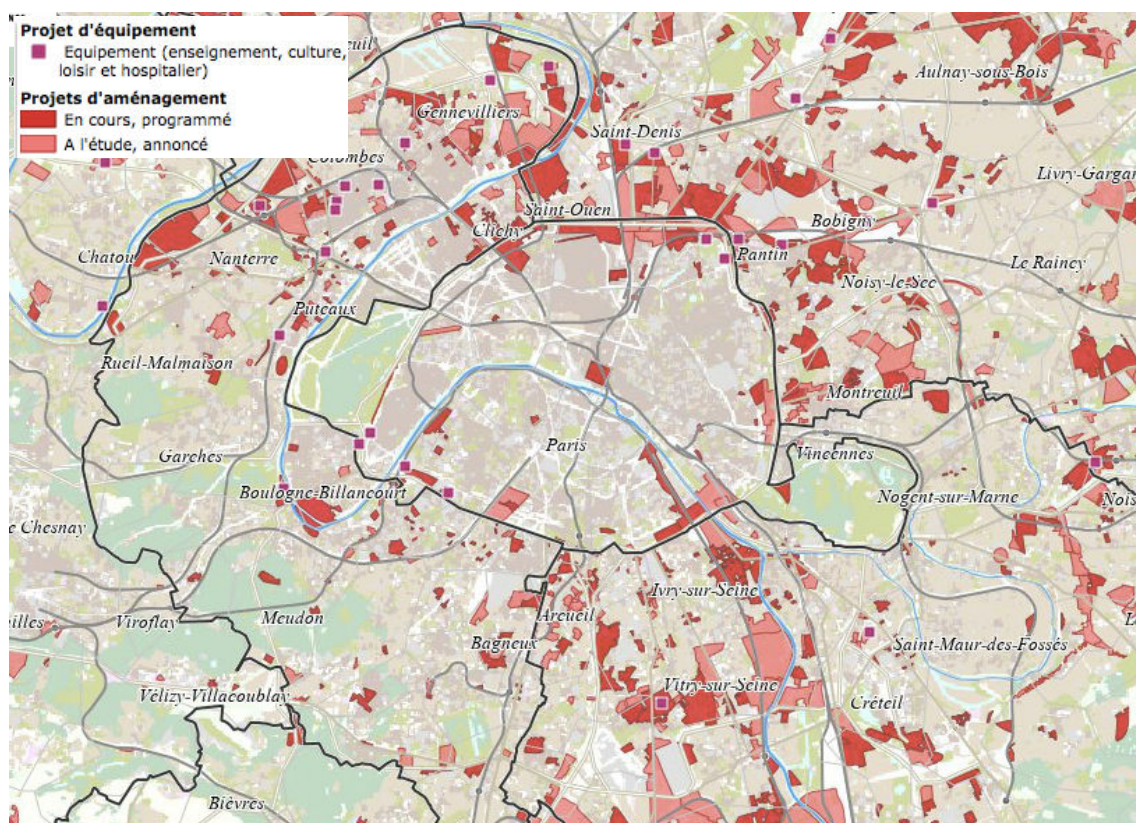 Projet d'équipement
Equipement (enseignement, culture,
loisir et hospitalier)
Projets d'aménagement
En cours, programmé
A l'étude, annoncé
Aulnay-sous-Bois
Gennevilliers
Saint-Denis
Colombes
Livry-Gargan
Saint-Ouen
Clichy
Bobigny
Chatou
Nanterre
Pantin
Le Raincy
Noisy-le-Sec
Puteaux
Rueil-Malmaison
Montreuil
Garches
Paris
Vincennes
Boulogne-Billancourt
Nogent-sur-Marne
Nois
e Chesnay
Ivry-sur-Seine
Viroflay
Meudon
Arcueil
illes
Bagneux
Saint-Maur-des-Fossés
Vélizy-Villacoublay
Vitry-sur-Seine
Créteil
Bièvres